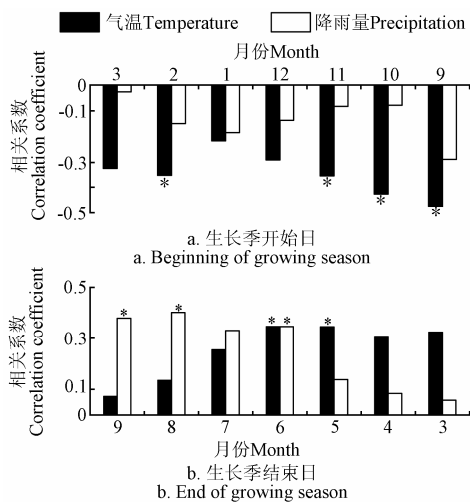 气温Temperature 降雨量Precipitation
月份Month
3 2 1 12 11 10 9
相关系数
Correlation coefficient
0
-0.1
-0.3
-0.5
* * * *
a. 生长季开始日
a. Beginning of growing season
相关系数
Correlation coefficient
0.5
0.3
0.1
0
* * * * *
9 8 7 6 5 4 3
月份Month
b. 生长季结束日
b. End of growing season